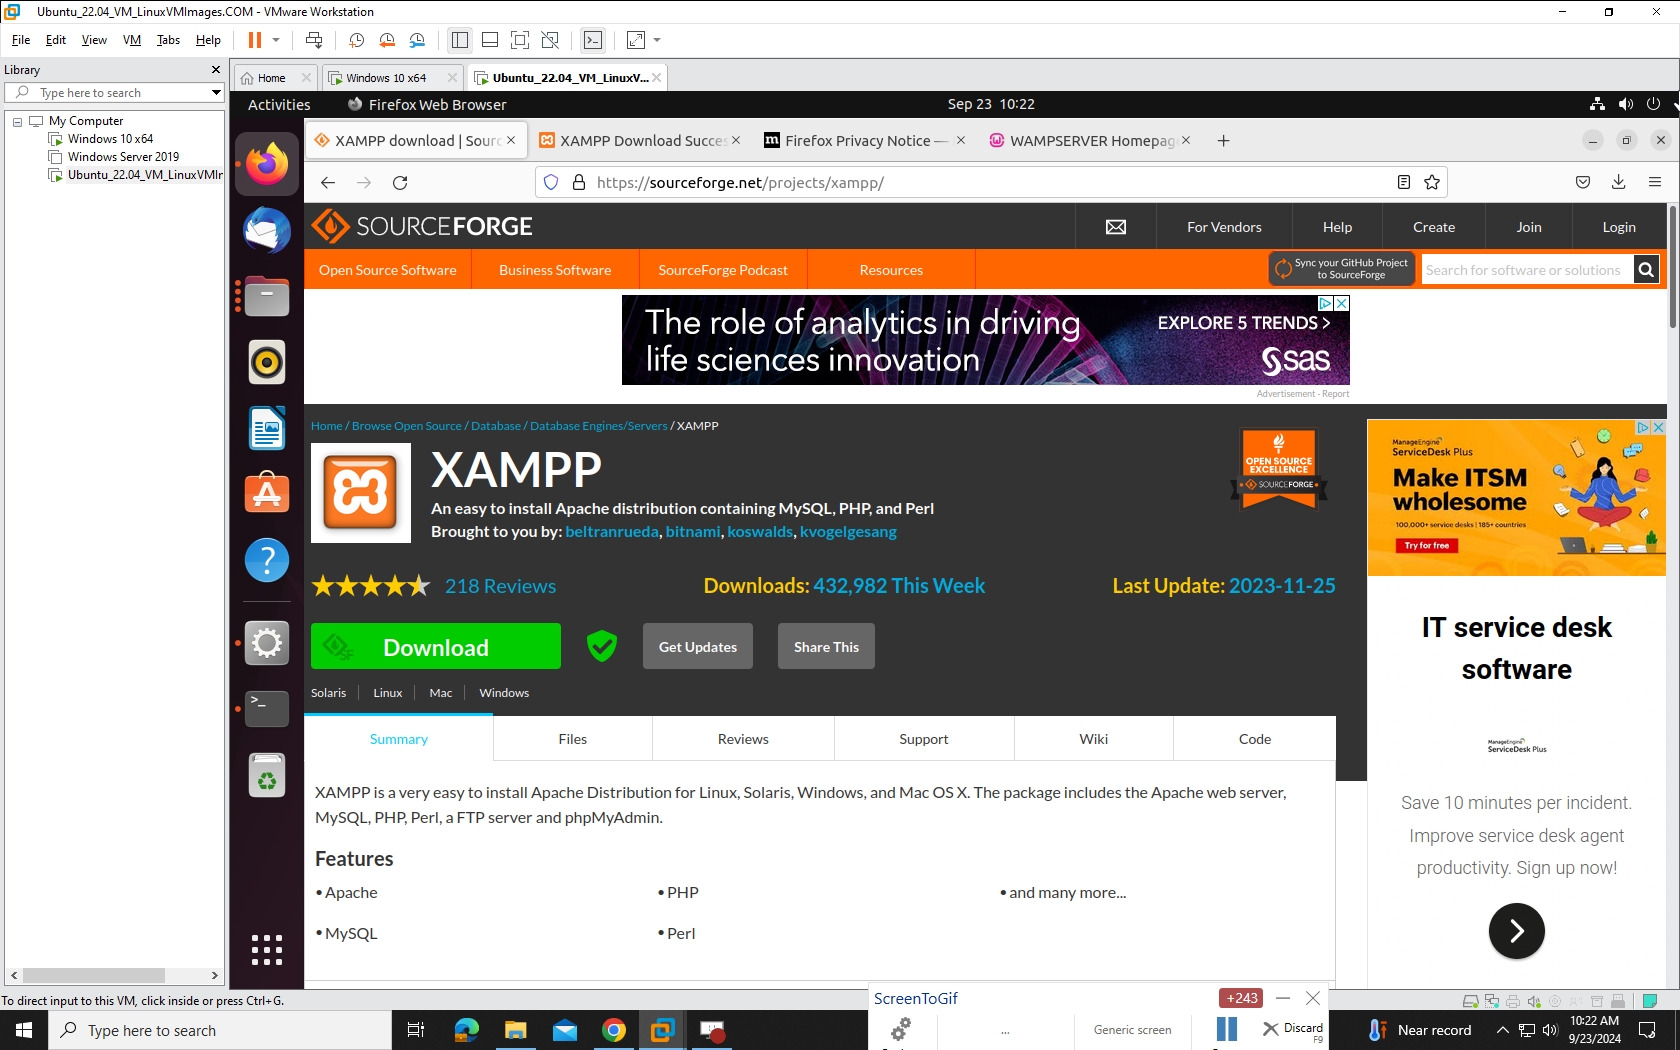 Ubuntu_22.04_VM_LinuxVMImages.COM - VMware Workstation
File Edit View VM Tabs Help
Library
Type here to search
My Computer
Windows 10 x64
Windows Server 2019
Ubuntu_22.04_VM_LinuxVMIr
Home
Windows 10 x64
Ubuntu_22.04_VM_LinuxV...
Activities
Firefox Web Browser
Sep 23 10:22
XAMPP download | Sourc
XAMPP Download Succes
Firefox Privacy Notice —
WAMPSERVER Homepage
https://sourceforge.net/projects/xampp/
SOURCEFORGE
For Vendors
Help
Create
Join
Login
Open Source Software
Business Software
SourceForge Podcast
Resources
Sync your GitHub Project
to SourceForge
Search for software or solutions
The role of analytics in driving
life sciences innovation
EXPLORE 5 TRENDS >
sas
Advertisement - Report
Home / Browse Open Source / Database / Database Engines/Servers / XAMPP
XAMPP
An easy to install Apache distribution containing MySQL, PHP, and Perl
Brought to you by: beltranrueda, bitnami, koswalds, kvogelgesang
OPEN SOURCE
EXCELLENCE
SOURCEFORGE
218 Reviews
Downloads: 432,982 This Week
Last Update: 2023-11-25
Download
Get Updates
Share This
Solaris
Linux
Mac
Windows
Summary
Files
Reviews
Support
Wiki
Code
XAMPP is a very easy to install Apache Distribution for Linux, Solaris, Windows, and Mac OS X. The package includes the Apache web server,
MySQL, PHP, Perl, a FTP server and phpMyAdmin.
Features
• Apache
• PHP
• and many more...
• MySQL
• Perl
ManageEngine
ServiceDesk Plus
Make ITSM
wholesome
100,000+ service desks | 185+ countries
Try for free
IT service desk
software
ManageEngine
ServiceDesk Plus
Save 10 minutes per incident.
Improve service desk agent
productivity. Sign up now!
To direct input to this VM, click inside or press Ctrl+G.
ScreenToGif
+243
...
Generic screen
Discard
F9
Type here to search
Near record
10:22 AM
9/23/2024